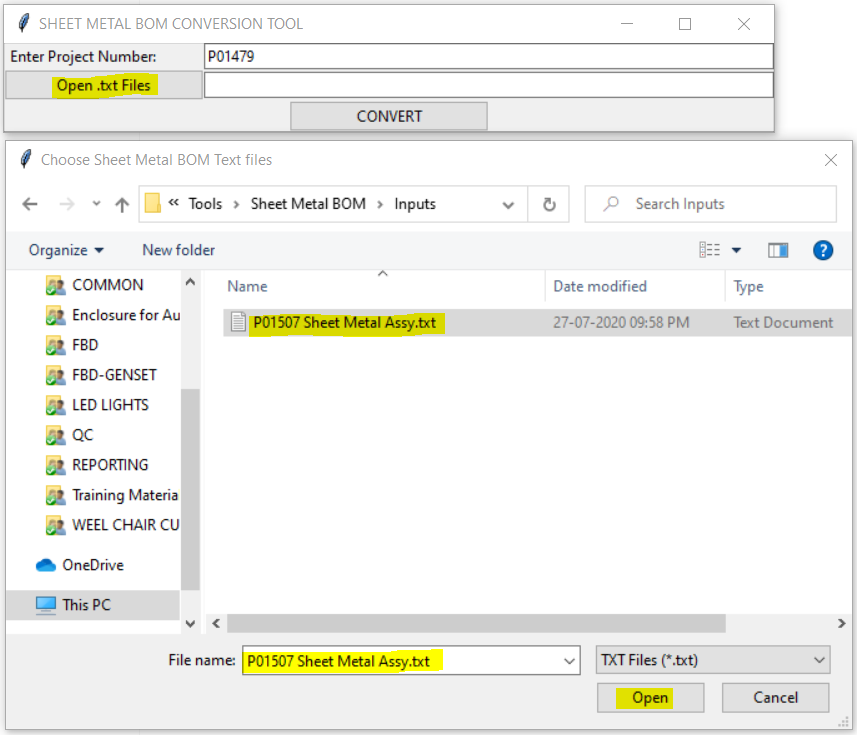 SHEET METAL BOM CONVERSION TOOL
Enter Project Number: P01479
Open .txt Files
CONVERT
Choose Sheet Metal BOM Text files
« Tools › Sheet Metal BOM › Inputs
Search Inputs
Organize
New folder
?
COMMON
Enclosure for Au
FBD
FBD-GENSET
LED LIGHTS
QC
REPORTING
Training Materia
WEEL CHAIR CU
OneDrive
This PC
Name Date modified Type
P01507 Sheet Metal Assy.txt 27-07-2020 09:58 PM Text Document
File name: P01507 Sheet Metal Assy.txt
TXT Files (*.txt)
Open
Cancel